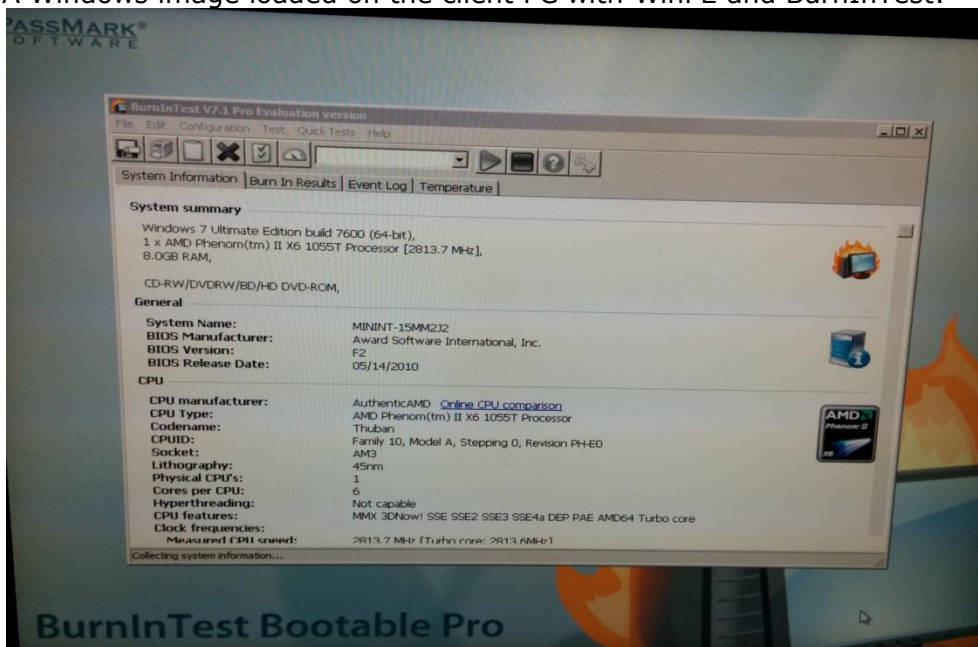 A Windows image loaded on the client PC with WinPE and BurnInTest.
PASSMARK®
SOFTWARE
BurnInTest V7.1 Pro Evaluation version
File Edit Configuration Test Quick Tests Help
System Information Burn In Results Event Log Temperature
System summary
Windows 7 Ultimate Edition build 7600 (64-bit),
1 x AMD Phenom(tm) II X6 1055T Processor [2813.7 MHz],
8.0GB RAM,
CD-RW/DVDRW/BD/HD DVD-ROM,
General
System Name: MININT-15MM2J2
BIOS Manufacturer: Award Software International, Inc.
BIOS Version: F2
BIOS Release Date: 05/14/2010
CPU
CPU manufacturer: AuthenticAMD Online CPU comparison
CPU Type: AMD Phenom(tm) II X6 1055T Processor
Codename: Thuban
CPUID: Family 10, Model A, Stepping 0, Revision PH-E0
Socket: AM3
Lithography: 45nm
Physical CPU's: 1
Cores per CPU: 6
Hyperthreading: Not capable
CPU features: MMX 3DNow! SSE SSE2 SSE3 SSE4a DEP PAE AMD64 Turbo core
Clock frequencies:
Measured CPU speed: 2813.7 MHz [Turbo core: 2813.6MHz]
AMD
Phenom II
X6
Collecting system information...
BurnInTest Bootable Pro